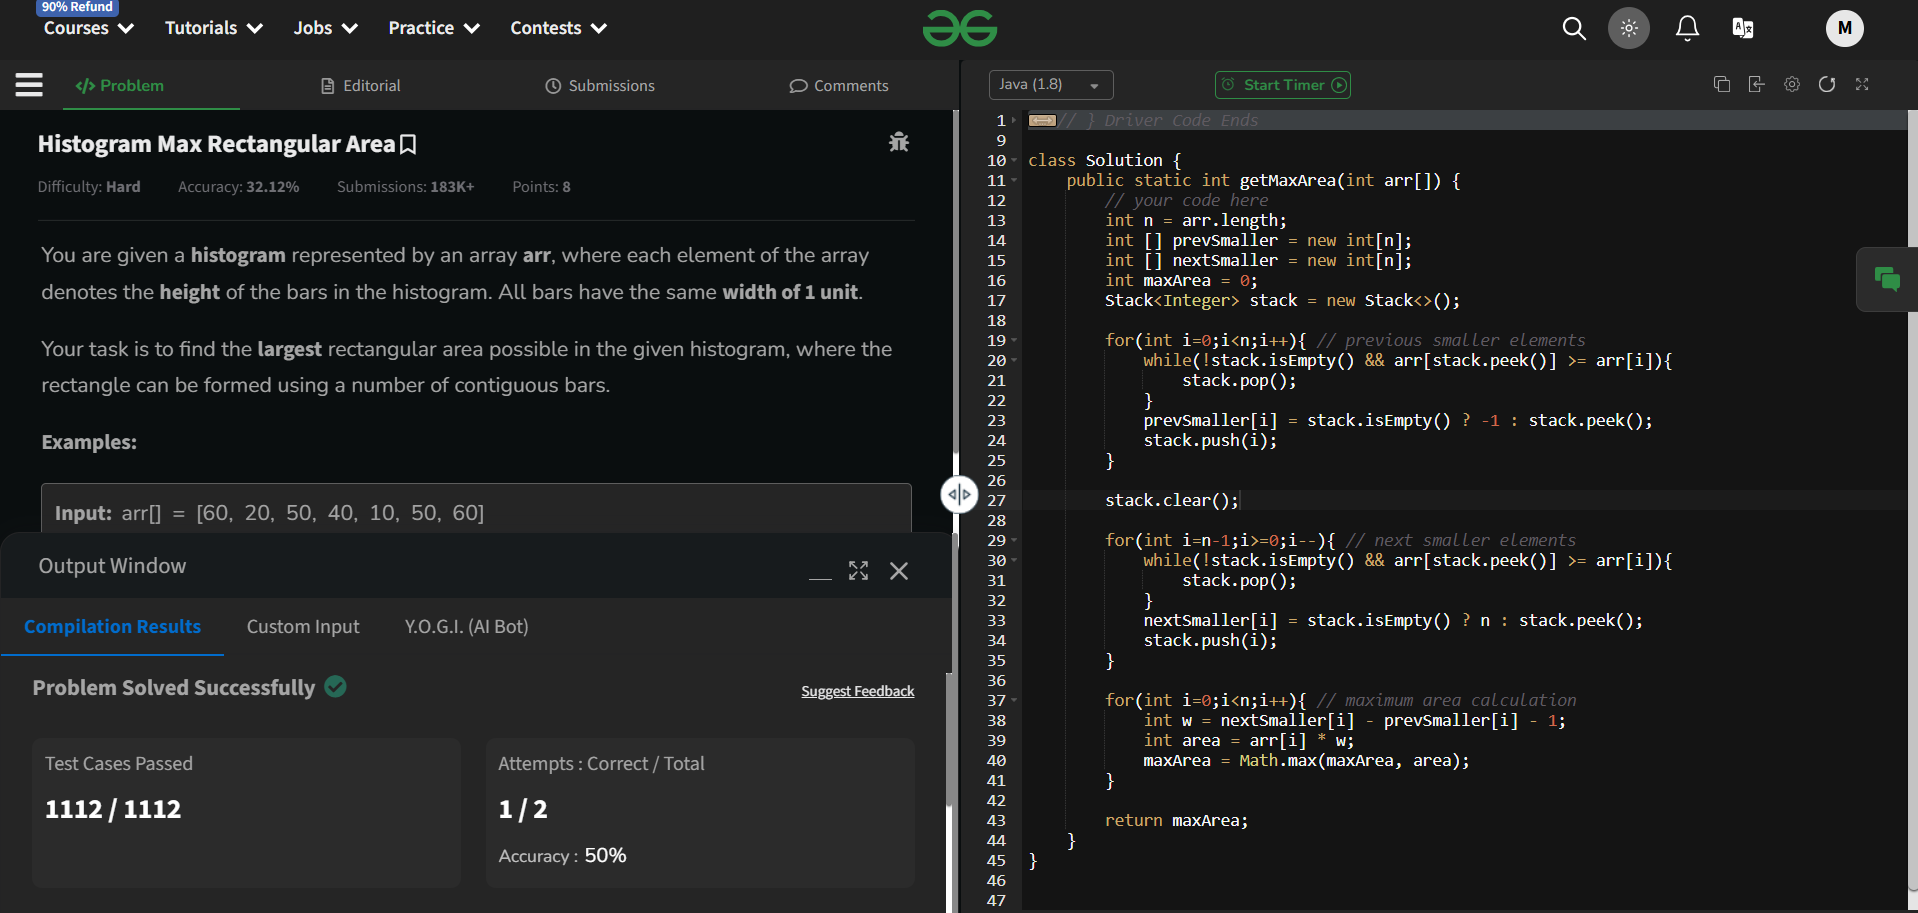 90% Refund
Courses Tutorials Jobs Practice Contests
M
Problem Editorial Submissions Comments
Java (1.8) Start Timer
Histogram Max Rectangular Area
Difficulty: Hard Accuracy: 32.12% Submissions: 183K+ Points: 8
You are given a histogram represented by an array arr, where each element of the array
denotes the height of the bars in the histogram. All bars have the same width of 1 unit.
Your task is to find the largest rectangular area possible in the given histogram, where the
rectangle can be formed using a number of contiguous bars.
Examples:
Input: arr[] = [60, 20, 50, 40, 10, 50, 60]
Output Window
Compilation Results Custom Input Y.O.G.I. (AI Bot)
Problem Solved Successfully
Suggest Feedback
Test Cases Passed
1112 / 1112
Attempts : Correct / Total
1 / 2
Accuracy : 50%
1 // } Driver Code Ends
9
10 class Solution {
11 public static int getMaxArea(int arr[]) {
12 // your code here
13 int n = arr.length;
14 int [] prevSmaller = new int[n];
15 int [] nextSmaller = new int[n];
16 int maxArea = 0;
17 Stack<Integer> stack = new Stack<>();
18
19 for(int i=0;i<n;i++){ // previous smaller elements
20 while(!stack.isEmpty() && arr[stack.peek()] >= arr[i]){
21 stack.pop();
22 }
23 prevSmaller[i] = stack.isEmpty() ? -1 : stack.peek();
24 stack.push(i);
25 }
26
27 stack.clear();
28
29 for(int i=n-1;i>=0;i--){ // next smaller elements
30 while(!stack.isEmpty() && arr[stack.peek()] >= arr[i]){
31 stack.pop();
32 }
33 nextSmaller[i] = stack.isEmpty() ? n : stack.peek();
34 stack.push(i);
35 }
36
37 for(int i=0;i<n;i++){ // maximum area calculation
38 int w = nextSmaller[i] - prevSmaller[i] - 1;
39 int area = arr[i] * w;
40 maxArea = Math.max(maxArea, area);
41 }
42
43 return maxArea;
44 }
45 }
46
47